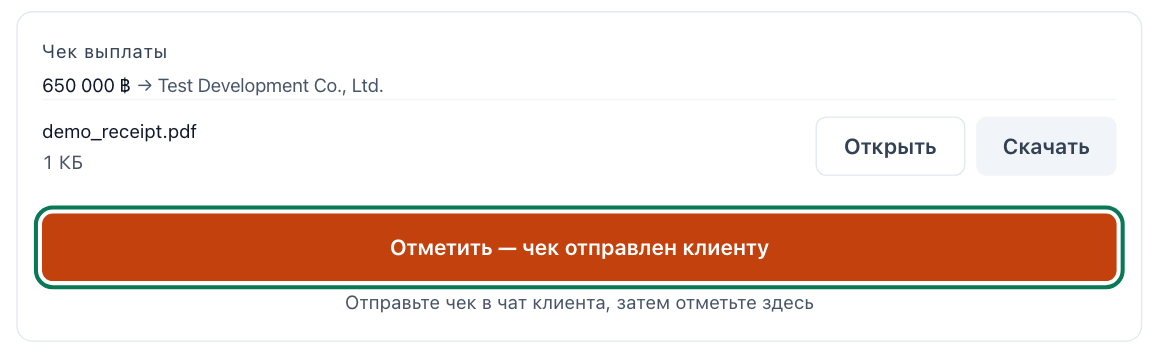 Чек выплаты
650 000 ฿ → Test Development Co., Ltd.
demo_receipt.pdf
1 КБ
Открыть
Скачать
Отметить — чек отправлен клиенту
Отправьте чек в чат клиента, затем отметьте здесь